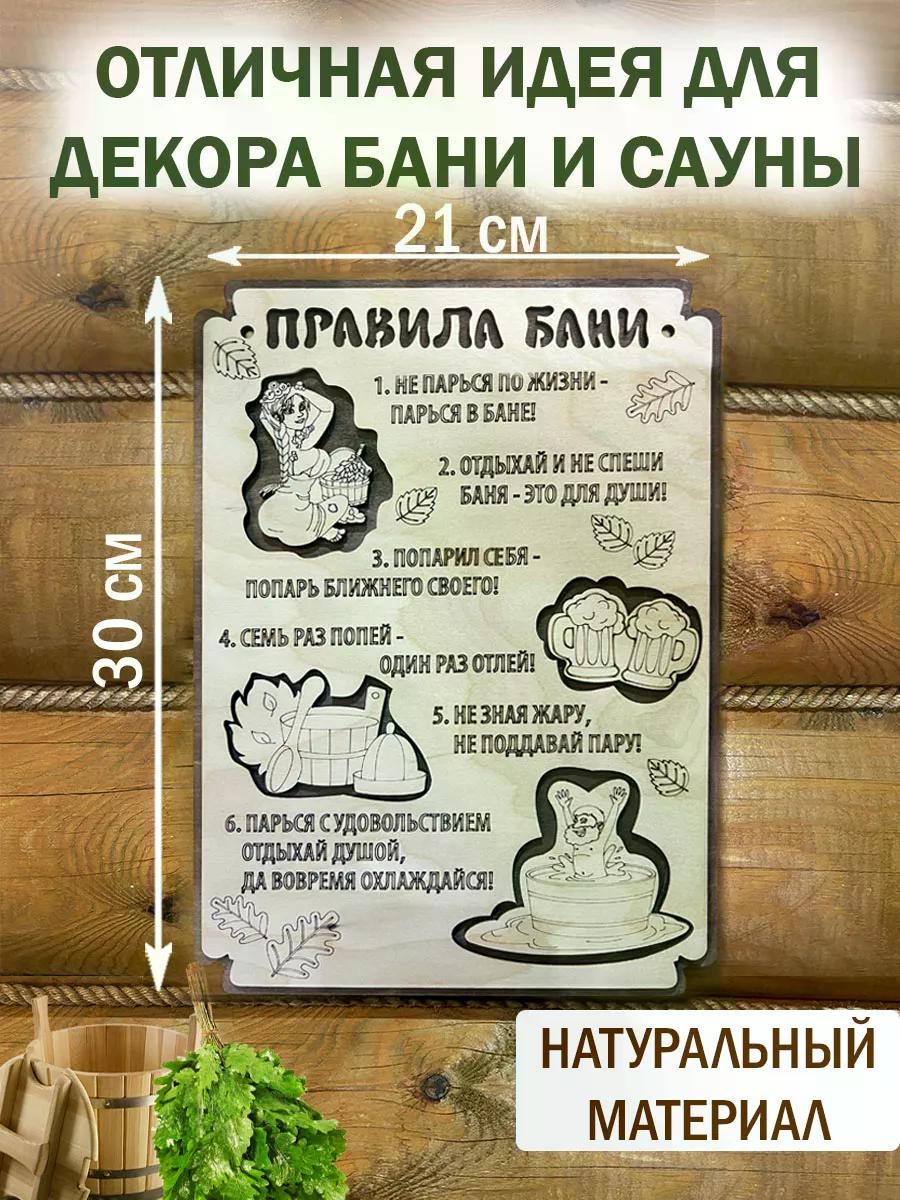 ОТЛИЧНАЯ ИДЕЯ ДЛЯ
ДЕКОРА БАНИ И САУНЫ
21 см
30 см
ПРАВИЛА БАНИ
1. НЕ ПАРЬСЯ ПО ЖИЗНИ -
ПАРЬСЯ В БАНЕ!
2. ОТДЫХАЙ И НЕ СПЕШИ
БАНЯ - ЭТО ДЛЯ ДУШИ!
3. ПОПАРИЛ СЕБЯ -
ПОПАРЬ БЛИЖНЕГО СВОЕГО!
4. СЕМЬ РАЗ ПОПЕЙ -
ОДИН РАЗ ОТЛЕЙ!
5. НЕ ЗНАЯ ЖАРУ,
НЕ ПОДДАВАЙ ПАРУ!
6. ПАРЬСЯ С УДОВОЛЬСТВИЕМ
ОТДЫХАЙ ДУШОЙ,
ДА ВОВРЕМЯ ОХЛАЖДАЙСЯ!
НАТУРАЛЬНЫЙ
МАТЕРИАЛ